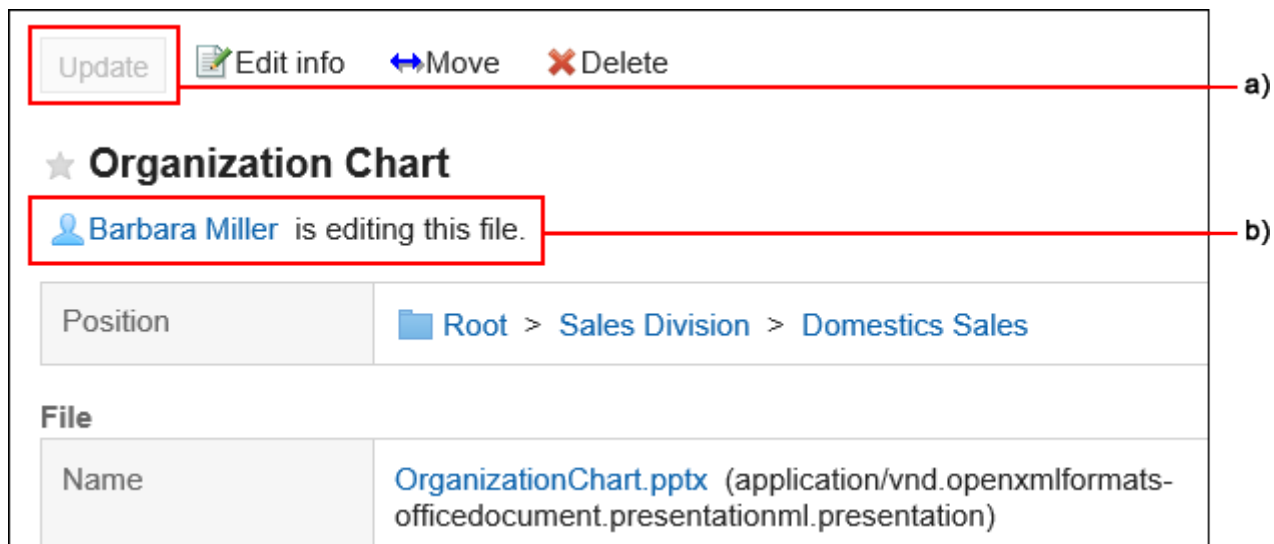 Update Edit info Move Delete
a)
Organization Chart
Barbara Miller is editing this file.
b)
Position Root > Sales Division > Domestics Sales
File
Name OrganizationChart.pptx (application/vnd.openxmlformats-
officedocument.presentationml.presentation)